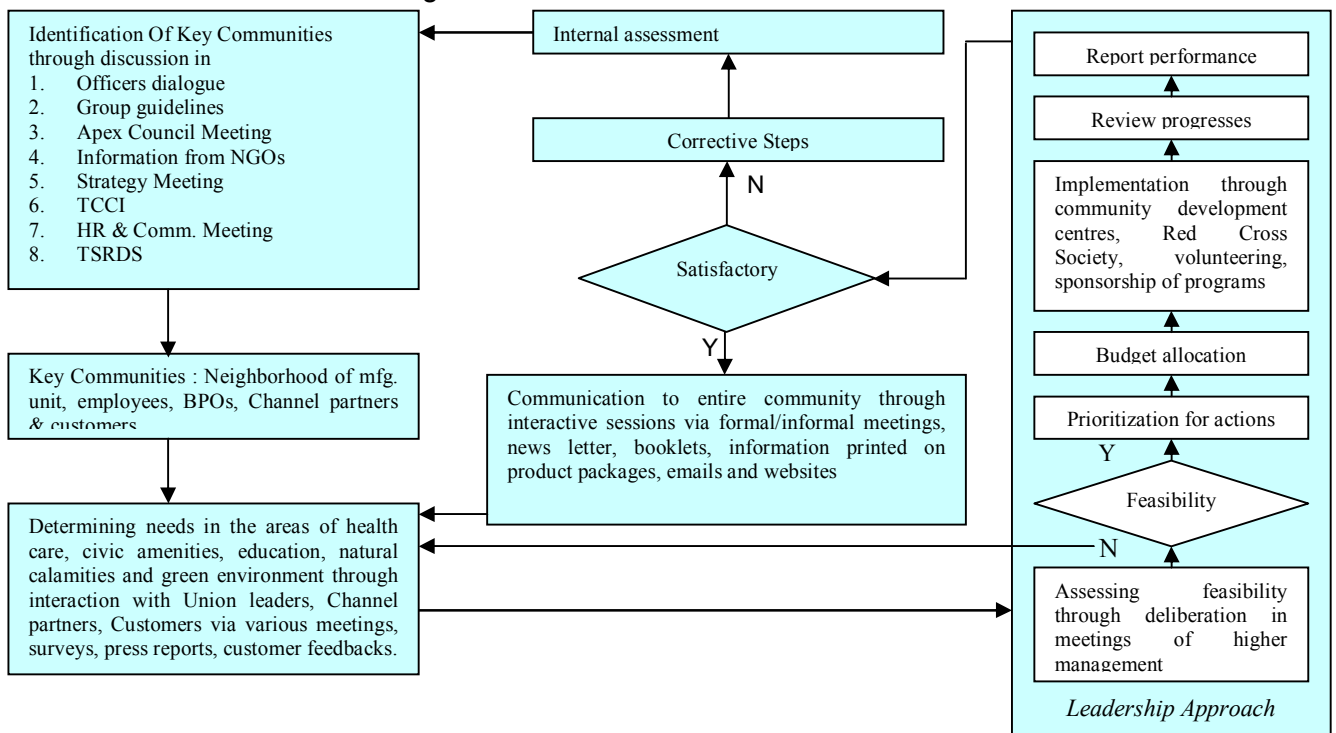 Identification Of Key Communities
through discussion in
1. Officers dialogue
2. Group guidelines
3. Apex Council Meeting
4. Information from NGOs
5. Strategy Meeting
6. TCCI
7. HR & Comm. Meeting
8. TSRDS
Key Communities : Neighborhood of mfg.
unit, employees, BPOs, Channel partners
& customers
Determining needs in the areas of health
care, civic amenities, education, natural
calamities and green environment through
interaction with Union leaders, Channel
partners, Customers via various meetings,
surveys, press reports, customer feedbacks.
Internal assessment
Corrective Steps
N
Satisfactory
Y
Communication to entire community through
interactive sessions via formal/informal meetings,
news letter, booklets, information printed on
product packages, emails and websites
Report performance
Review progresses
Implementation through
community development
centres, Red Cross
Society, volunteering,
sponsorship of programs
Budget allocation
Prioritization for actions
Y
Feasibility
N
Assessing feasibility
through deliberation in
meetings of higher
management
Leadership Approach